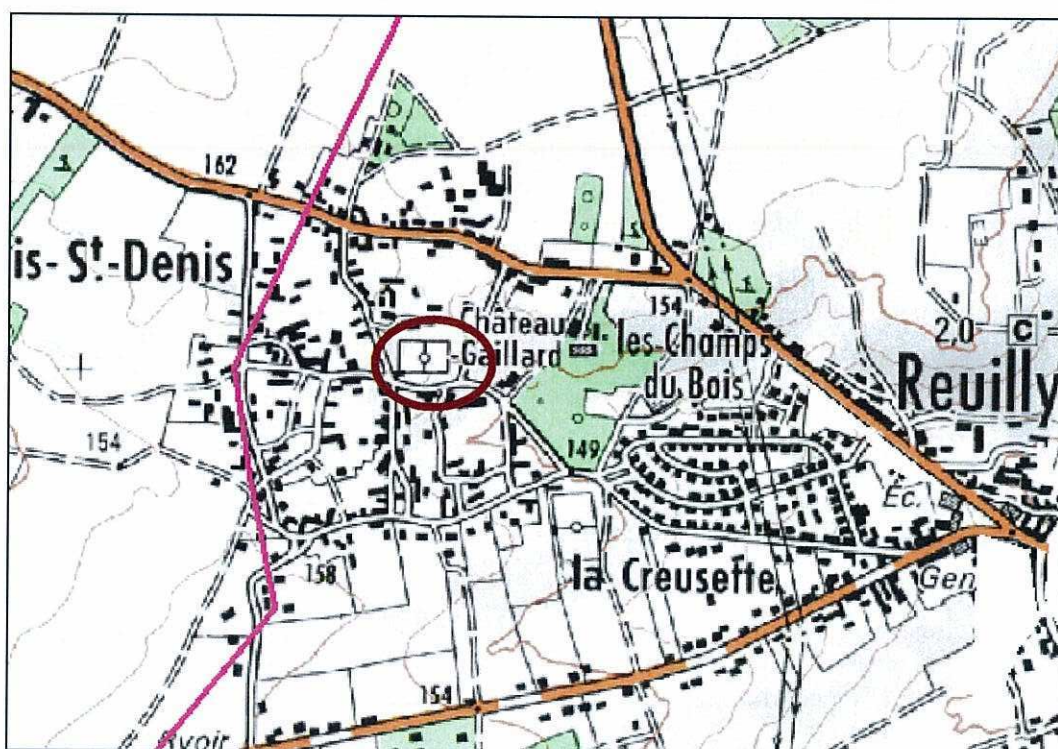 162
is-St-Denis
154
Chateau
-Gaillard
les Champs
du Bois
2,0 C
Reuilly
154
149
Ec.
158
la Creusette
Gen
154